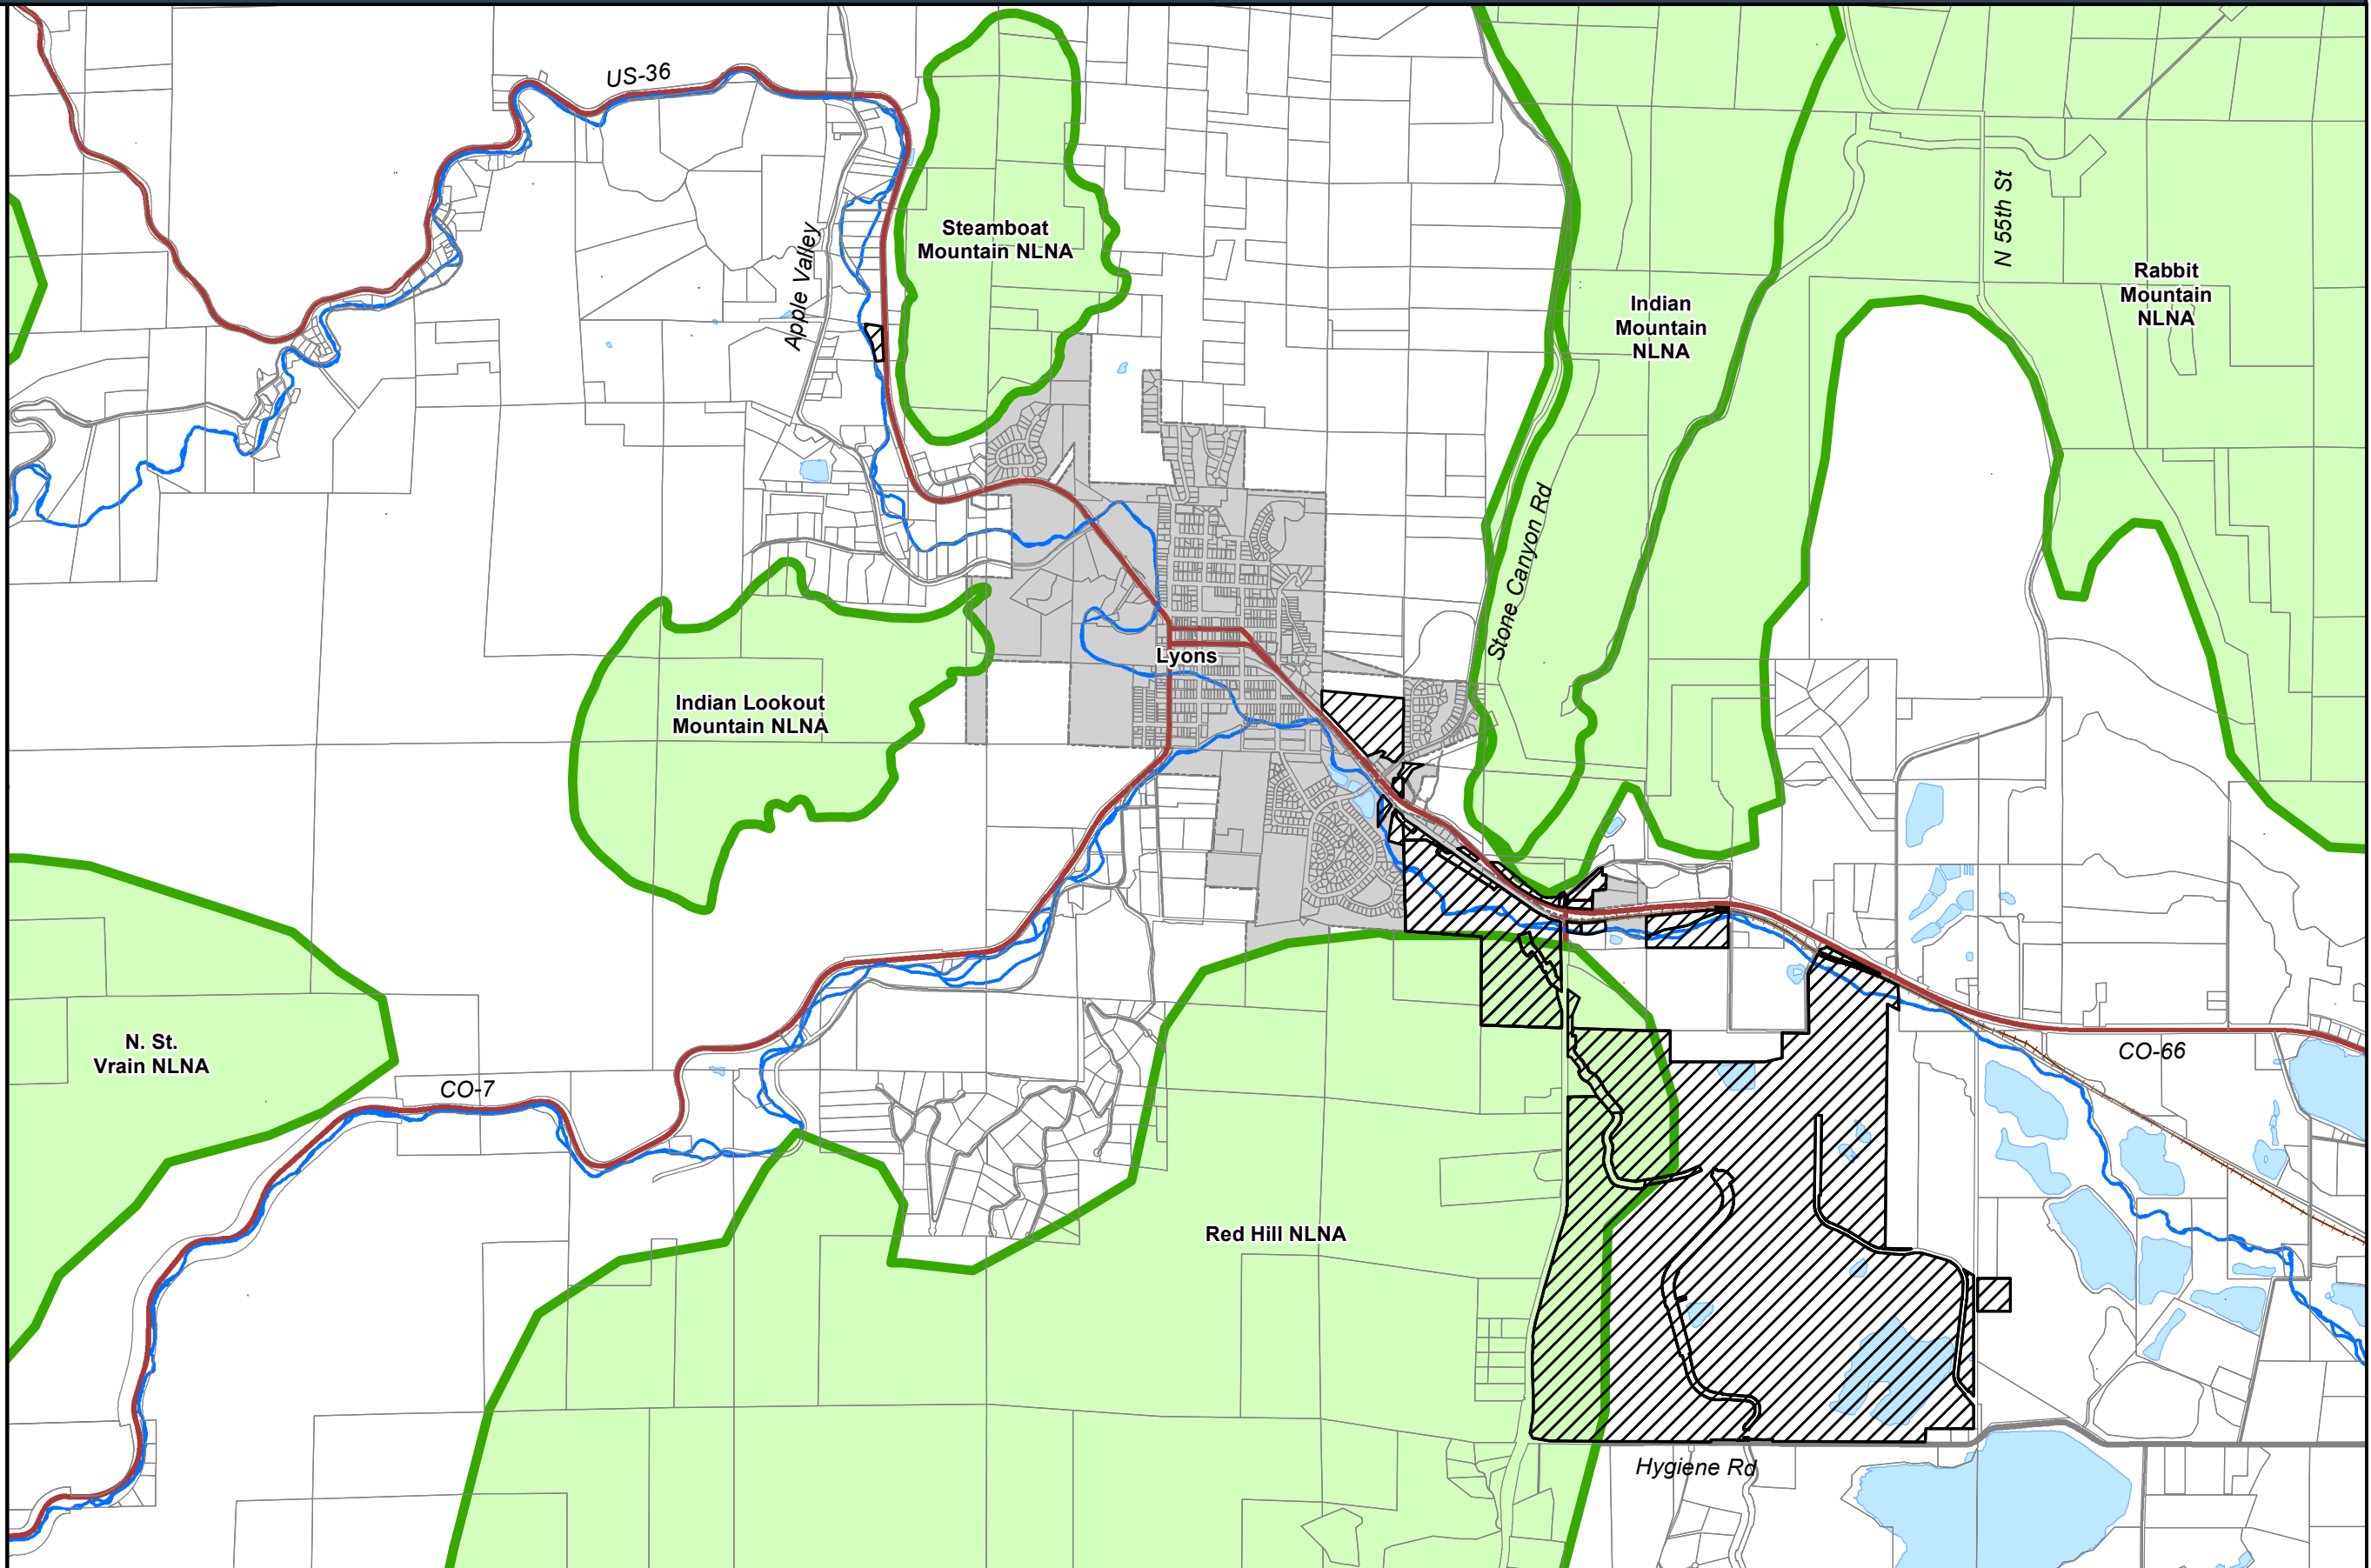 US-36
Steamboat
Mountain NLNA
Apple Valley
N 55th St
Rabbit
Mountain
NLNA
Indian
Mountain
NLNA
Stone Canyon Rd
Lyons
Indian Lookout
Mountain NLNA
N. St.
Vrain NLNA
CO-7
CO-66
Red Hill NLNA
Hygiene Rd